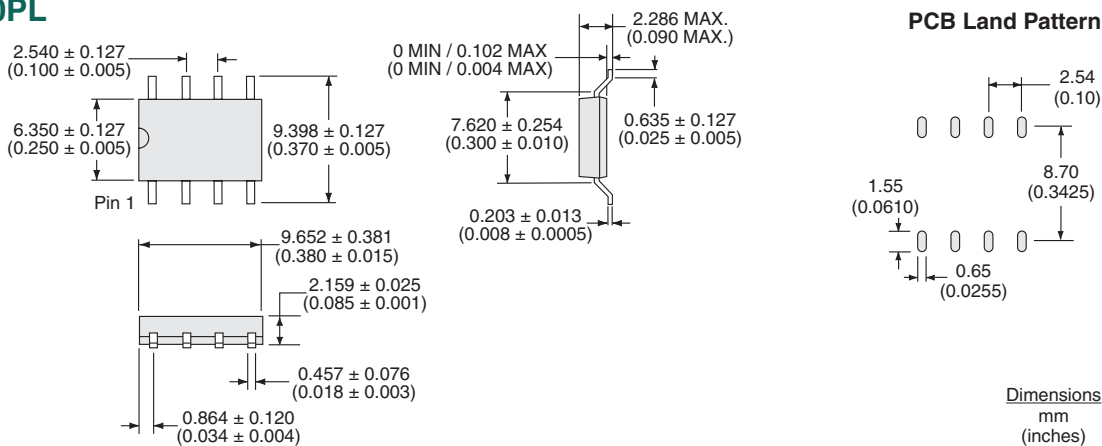 2.540 ± 0.127
(0.100 ± 0.005)
6.350 ± 0.127
(0.250 ± 0.005)
9.398 ± 0.127
(0.370 ± 0.005)
Pin 1
9.652 ± 0.381
(0.380 ± 0.015)
2.159 ± 0.025
(0.085 ± 0.001)
0.457 ± 0.076
(0.018 ± 0.003)
0.864 ± 0.120
(0.034 ± 0.004)
2.286 MAX.
(0.090 MAX.)
0 MIN / 0.102 MAX
(0 MIN / 0.004 MAX)
7.620 ± 0.254
(0.300 ± 0.010)
0.635 ± 0.127
(0.025 ± 0.005)
0.203 ± 0.013
(0.008 ± 0.0005)
PCB Land Pattern
2.54
(0.10)
8.70
(0.3425)
1.55
(0.0610)
0.65
(0.0255)
Dimensions
mm
(inches)